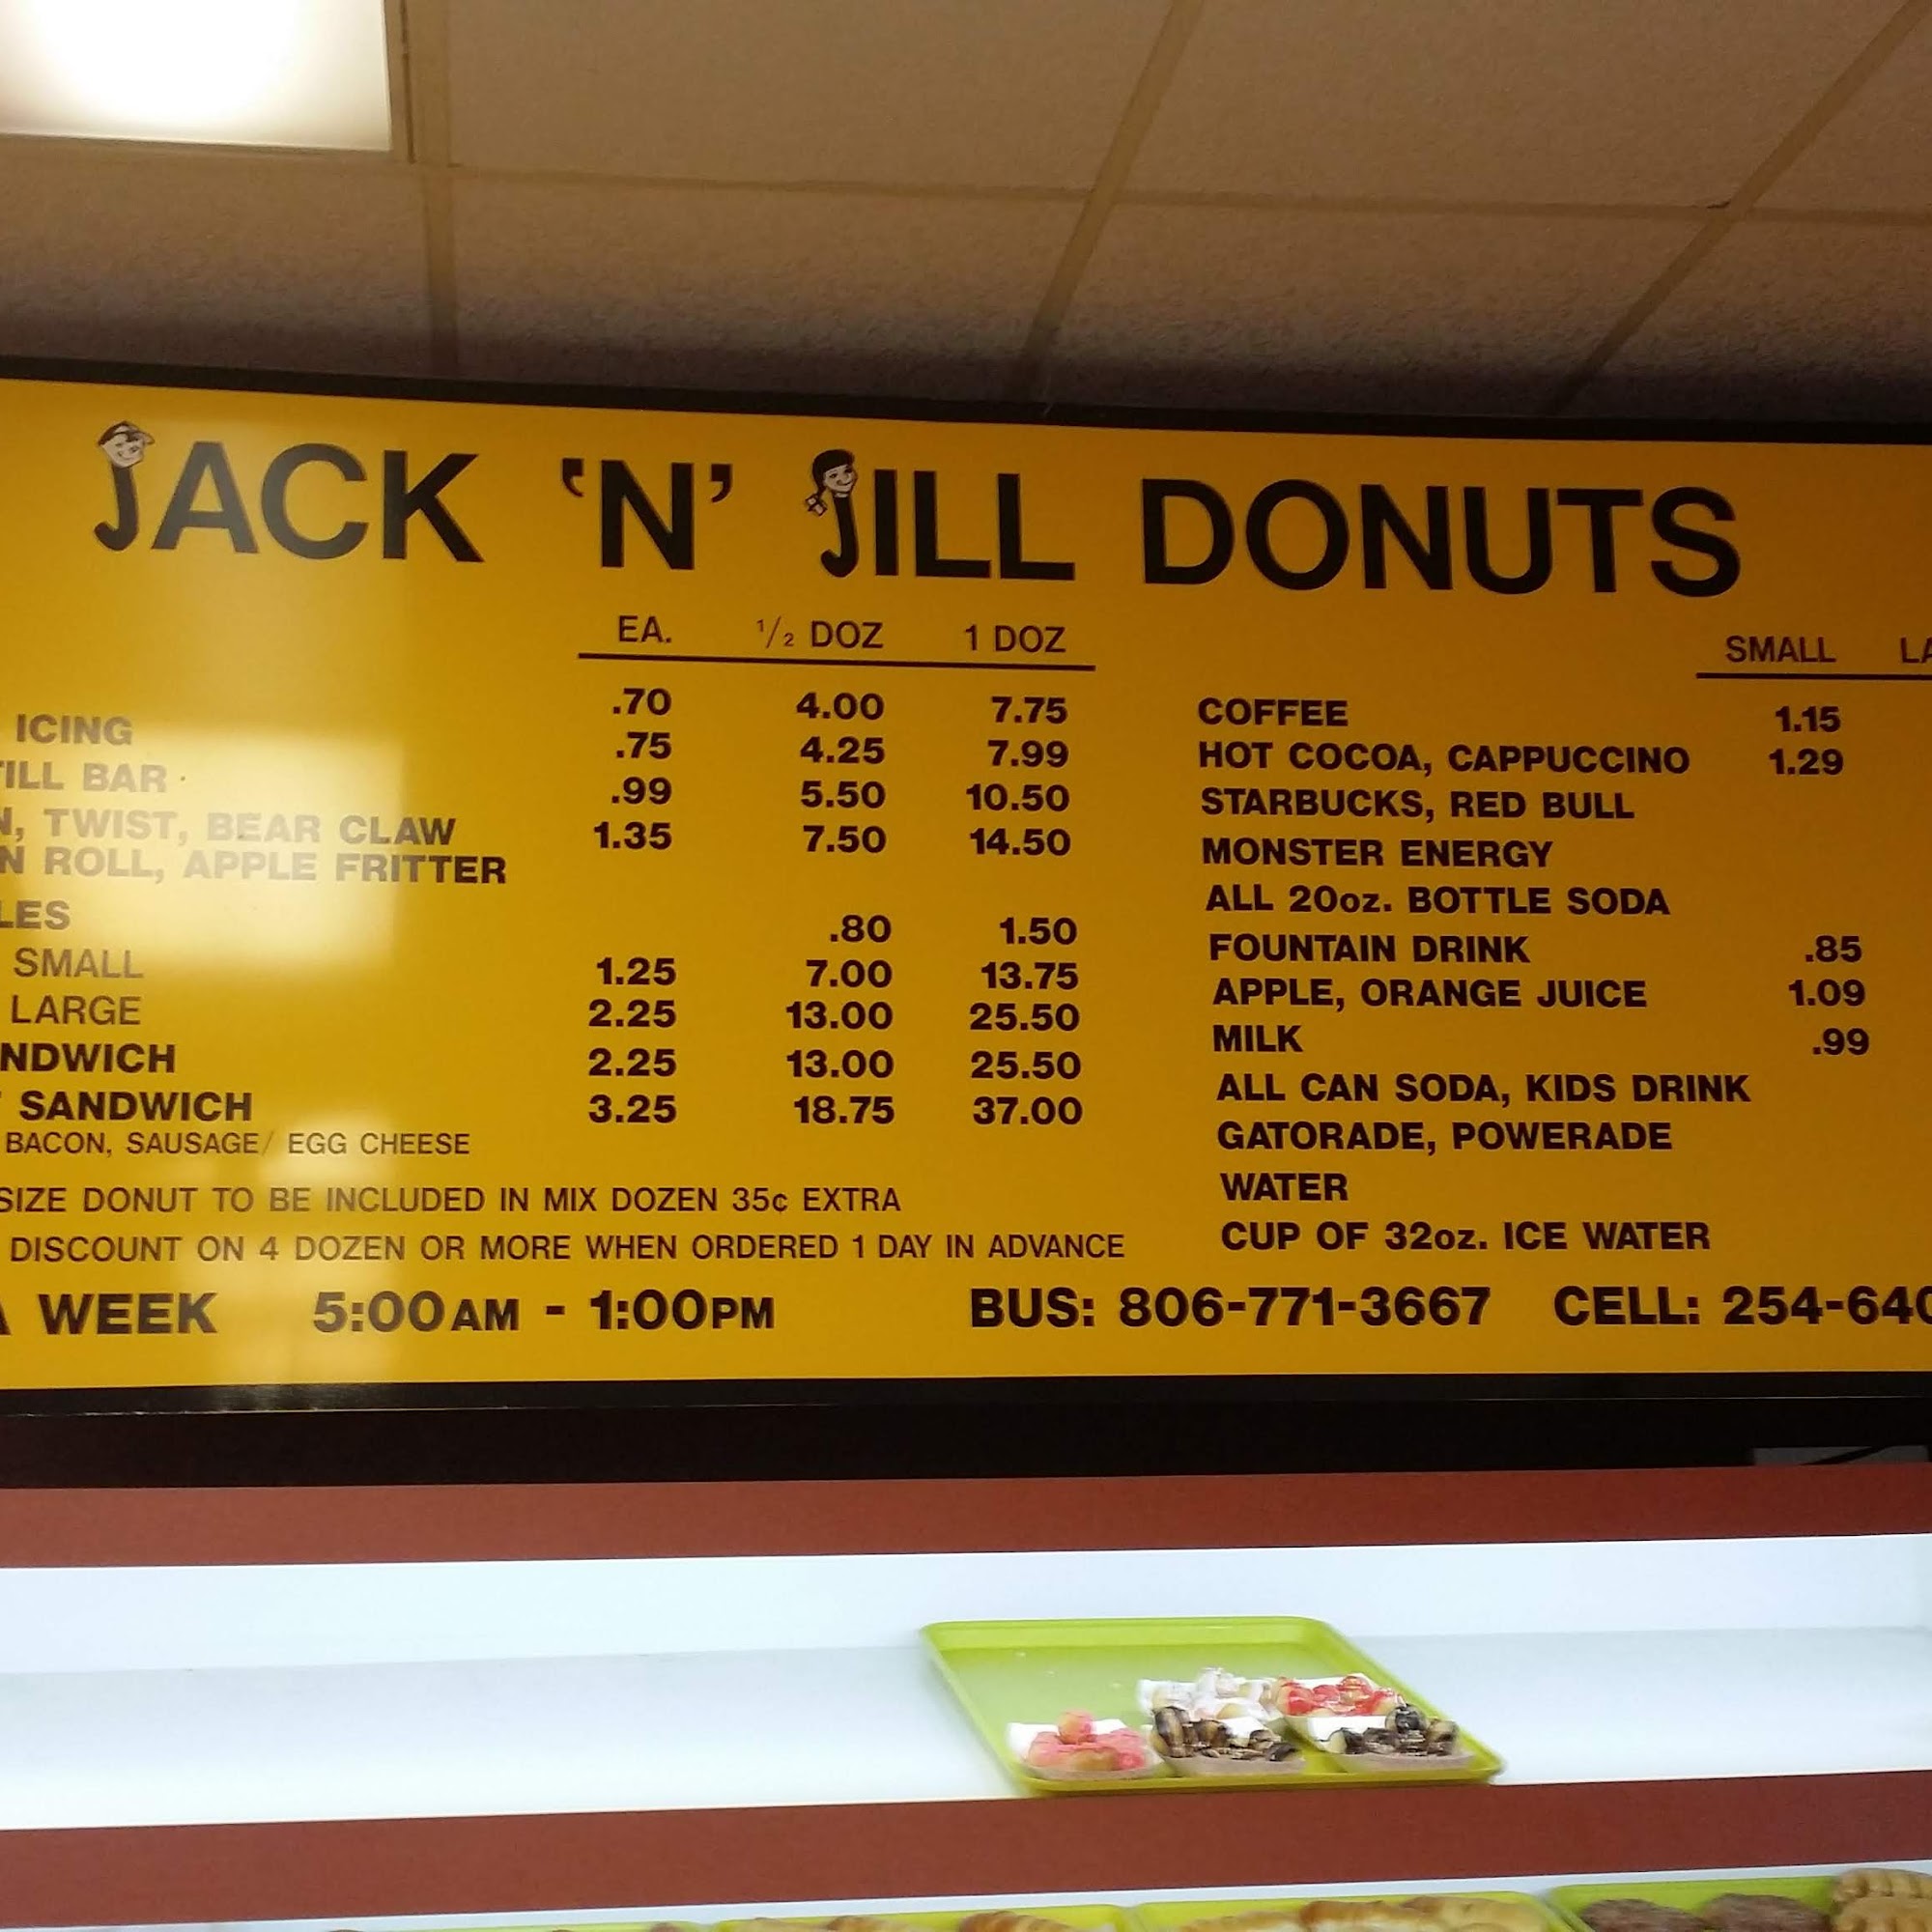 JACK 'N' JILL DONUTS
EA. 1/2 DOZ 1 DOZ
.70 4.00 7.75
ICING .75 4.25 7.99
BAR .99 5.50 10.50
TWIST, BEAR CLAW 1.35 7.50 14.50
ROLL, APPLE FRITTER
.80 1.50
SMALL 1.25 7.00 13.75
LARGE 2.25 13.00 25.50
2.25 13.00 25.50
SANDWICH 3.25 18.75 37.00
BACON, SAUSAGE/ EGG CHEESE
SIZE DONUT TO BE INCLUDED IN MIX DOZEN 35¢ EXTRA
DISCOUNT ON 4 DOZEN OR MORE WHEN ORDERED 1 DAY IN ADVANCE
SMALL
COFFEE 1.15
HOT COCOA, CAPPUCCINO 1.29
STARBUCKS, RED BULL
MONSTER ENERGY
ALL 20oz. BOTTLE SODA
FOUNTAIN DRINK .85
APPLE, ORANGE JUICE 1.09
MILK .99
ALL CAN SODA, KIDS DRINK
GATORADE, POWERADE
WATER
CUP OF 32oz. ICE WATER
A WEEK 5:00AM - 1:00PM BUS: 806-771-3667 CELL: 254-640